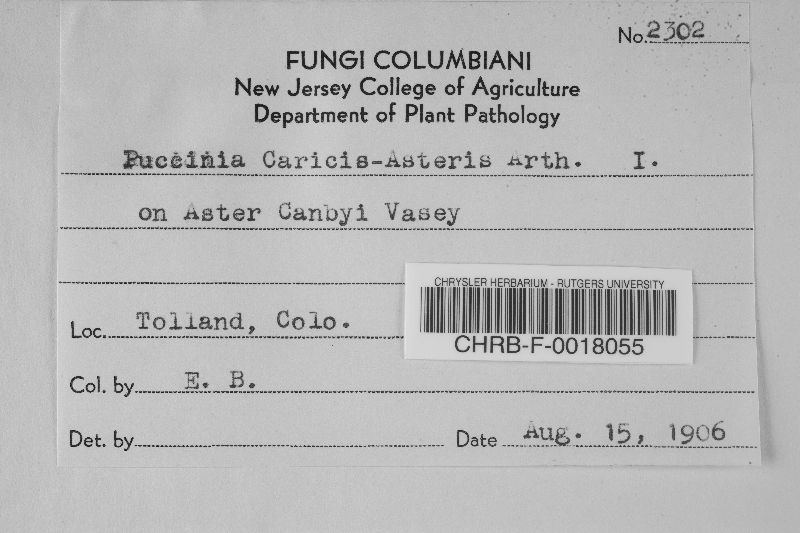 No. 2302
FUNGI COLUMBIANI
New Jersey College of Agriculture
Department of Plant Pathology
Puccinia Caricis-Asteris Arth. I.
on Aster Canbyi Vasey
CHRYSLER HERBARIUM - RUTGERS UNIVERSITY
CHRB-F-0018055
Loc. Tolland, Colo.
Col. by E. B.
Det. by
Date Aug. 15, 1906